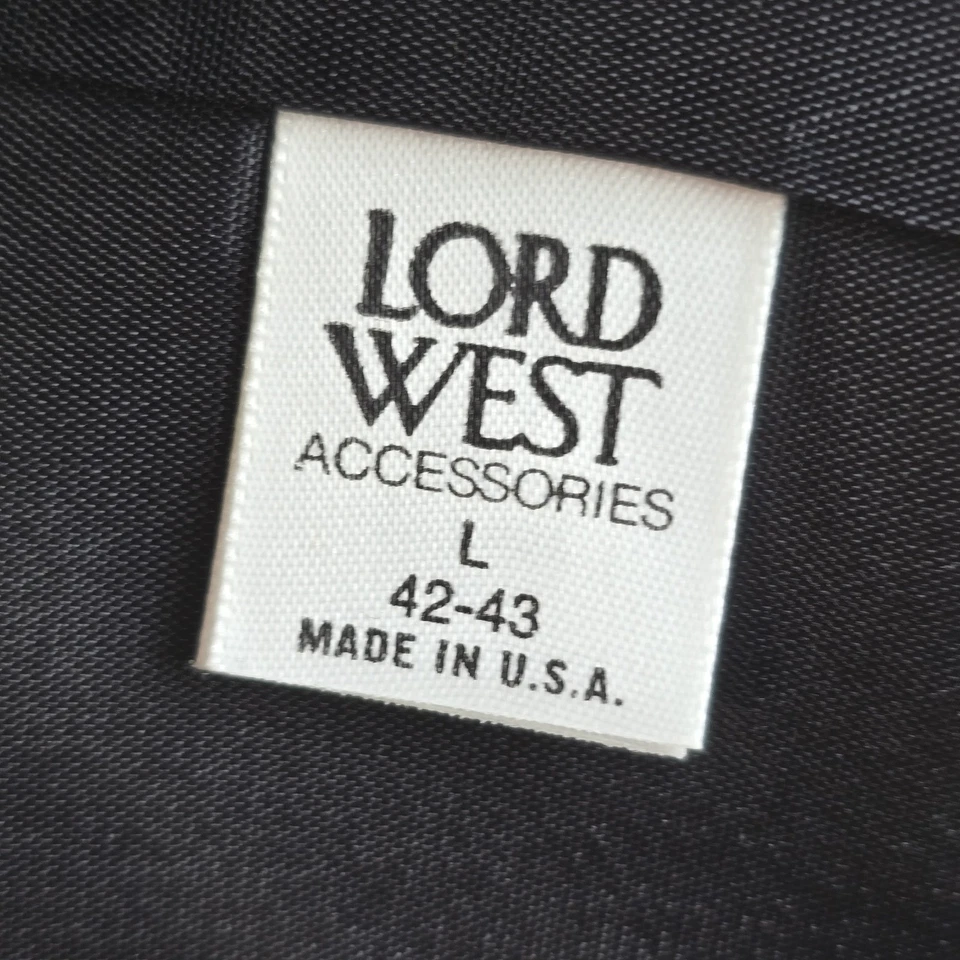 LORD
WEST
ACCESSORIES
L
42-43
MADE IN U.S.A.